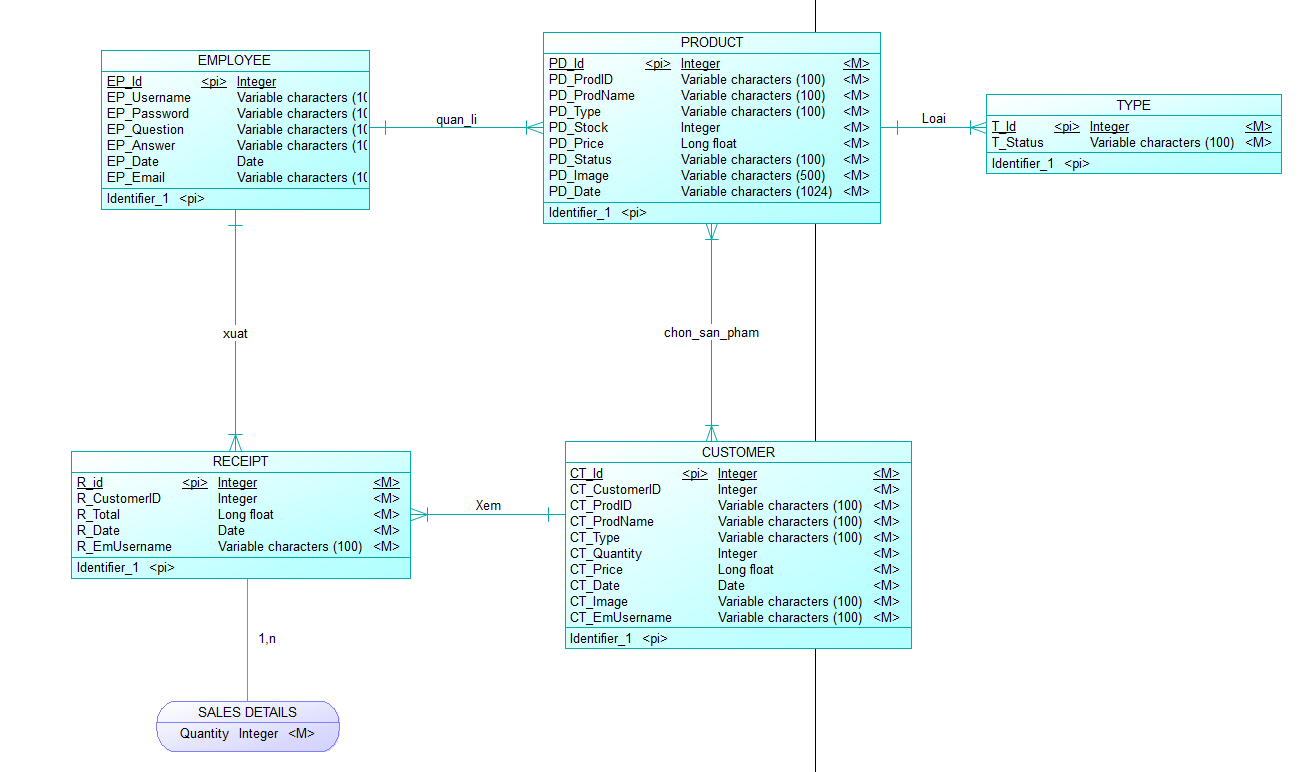 EMPLOYEE
EP_Id <pi> Integer
EP_Username Variable characters (10
EP_Password Variable characters (10
EP_Question Variable characters (10
EP_Answer Variable characters (10
EP_Date Date
EP_Email Variable characters (10
Identifier_1 <pi>
quan_li
PRODUCT
PD_Id <pi> Integer <M>
PD_ProdID Variable characters (100) <M>
PD_ProdName Variable characters (100) <M>
PD_Type Variable characters (100) <M>
PD_Stock Integer <M>
PD_Price Long float <M>
PD_Status Variable characters (100) <M>
PD_Image Variable characters (500) <M>
PD_Date Variable characters (1024) <M>
Identifier_1 <pi>
Loai
TYPE
T_Id <pi> Integer <M>
T_Status Variable characters (100) <M>
Identifier_1 <pi>
xuat
chon_san_pham
RECEIPT
R_id <pi> Integer <M>
R_CustomerID Integer <M>
R_Total Long float <M>
R_Date Date <M>
R_EmUsername Variable characters (100) <M>
Identifier_1 <pi>
Xem
CUSTOMER
CT_Id <pi> Integer <M>
CT_CustomerID Integer <M>
CT_ProdID Variable characters (100) <M>
CT_ProdName Variable characters (100) <M>
CT_Type Variable characters (100) <M>
CT_Quantity Integer <M>
CT_Price Long float <M>
CT_Date Date <M>
CT_Image Variable characters (100) <M>
CT_EmUsername Variable characters (100) <M>
Identifier_1 <pi>
1,n
SALES DETAILS
Quantity Integer <M>